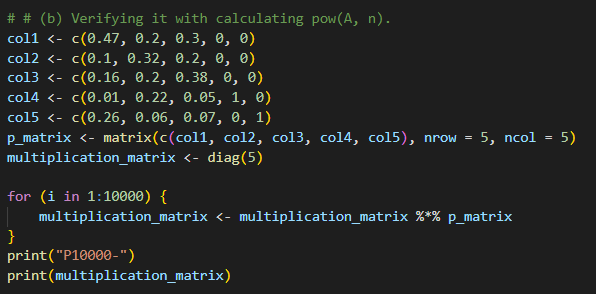 # # (b) Verifying it with calculating pow(A, n).
col1 <- c(0.47, 0.2, 0.3, 0, 0)
col2 <- c(0.1, 0.32, 0.2, 0, 0)
col3 <- c(0.16, 0.2, 0.38, 0, 0)
col4 <- c(0.01, 0.22, 0.05, 1, 0)
col5 <- c(0.26, 0.06, 0.07, 0, 1)
p_matrix <- matrix(c(col1, col2, col3, col4, col5), nrow = 5, ncol = 5)
multiplication_matrix <- diag(5)
for (i in 1:10000) {
    multiplication_matrix <- multiplication_matrix %*% p_matrix
}
print("P10000-")
print(multiplication_matrix)